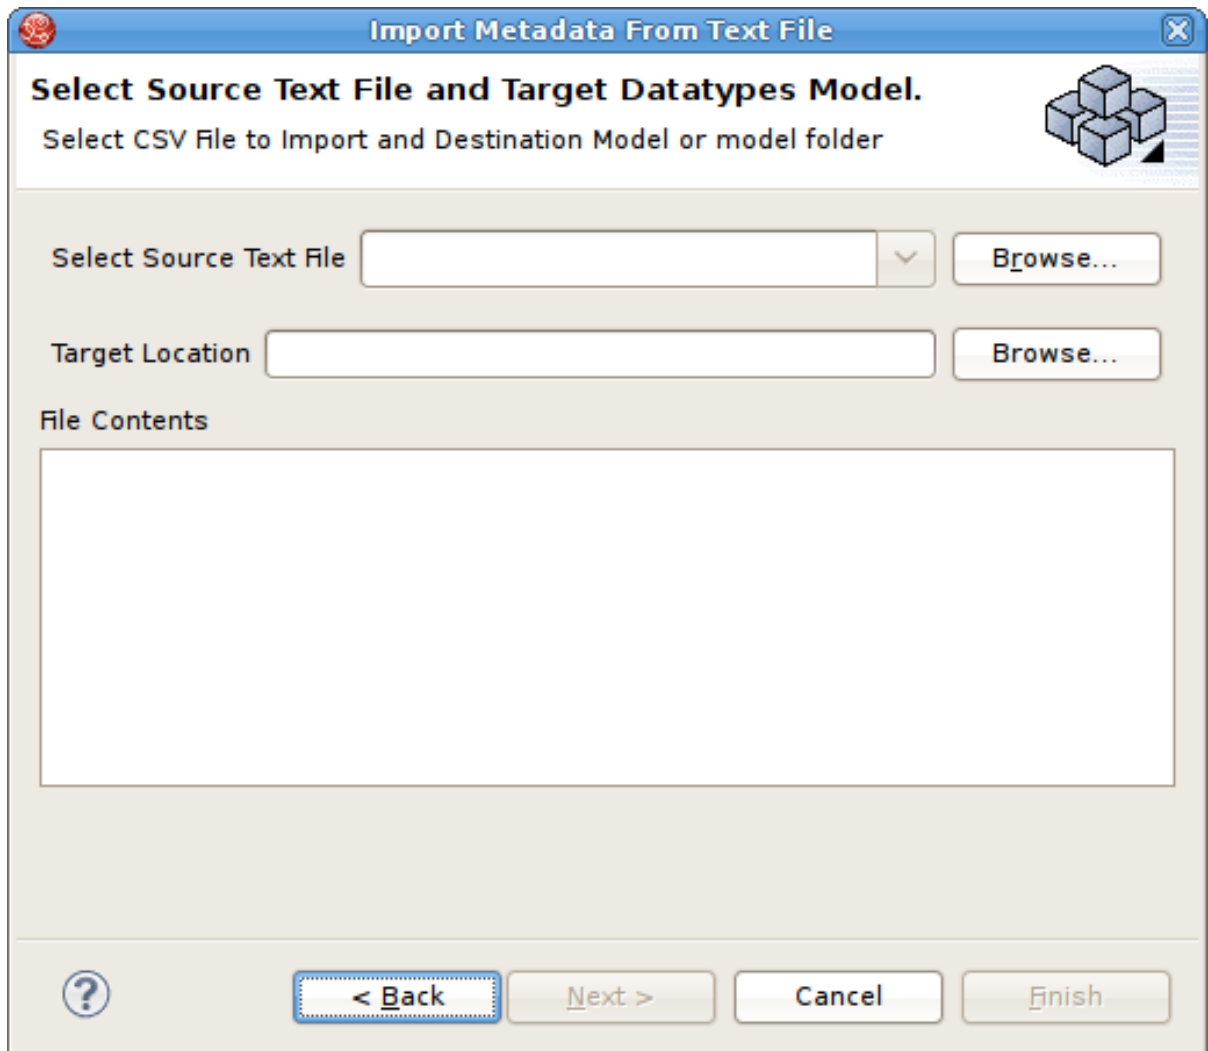 Import Metadata From Text File
Select Source Text File and Target Datatypes Model.
Select CSV File to Import and Destination Model or model folder
Select Source Text File Browse...
Target Location Browse...
File Contents
? < Back Next > Cancel Finish